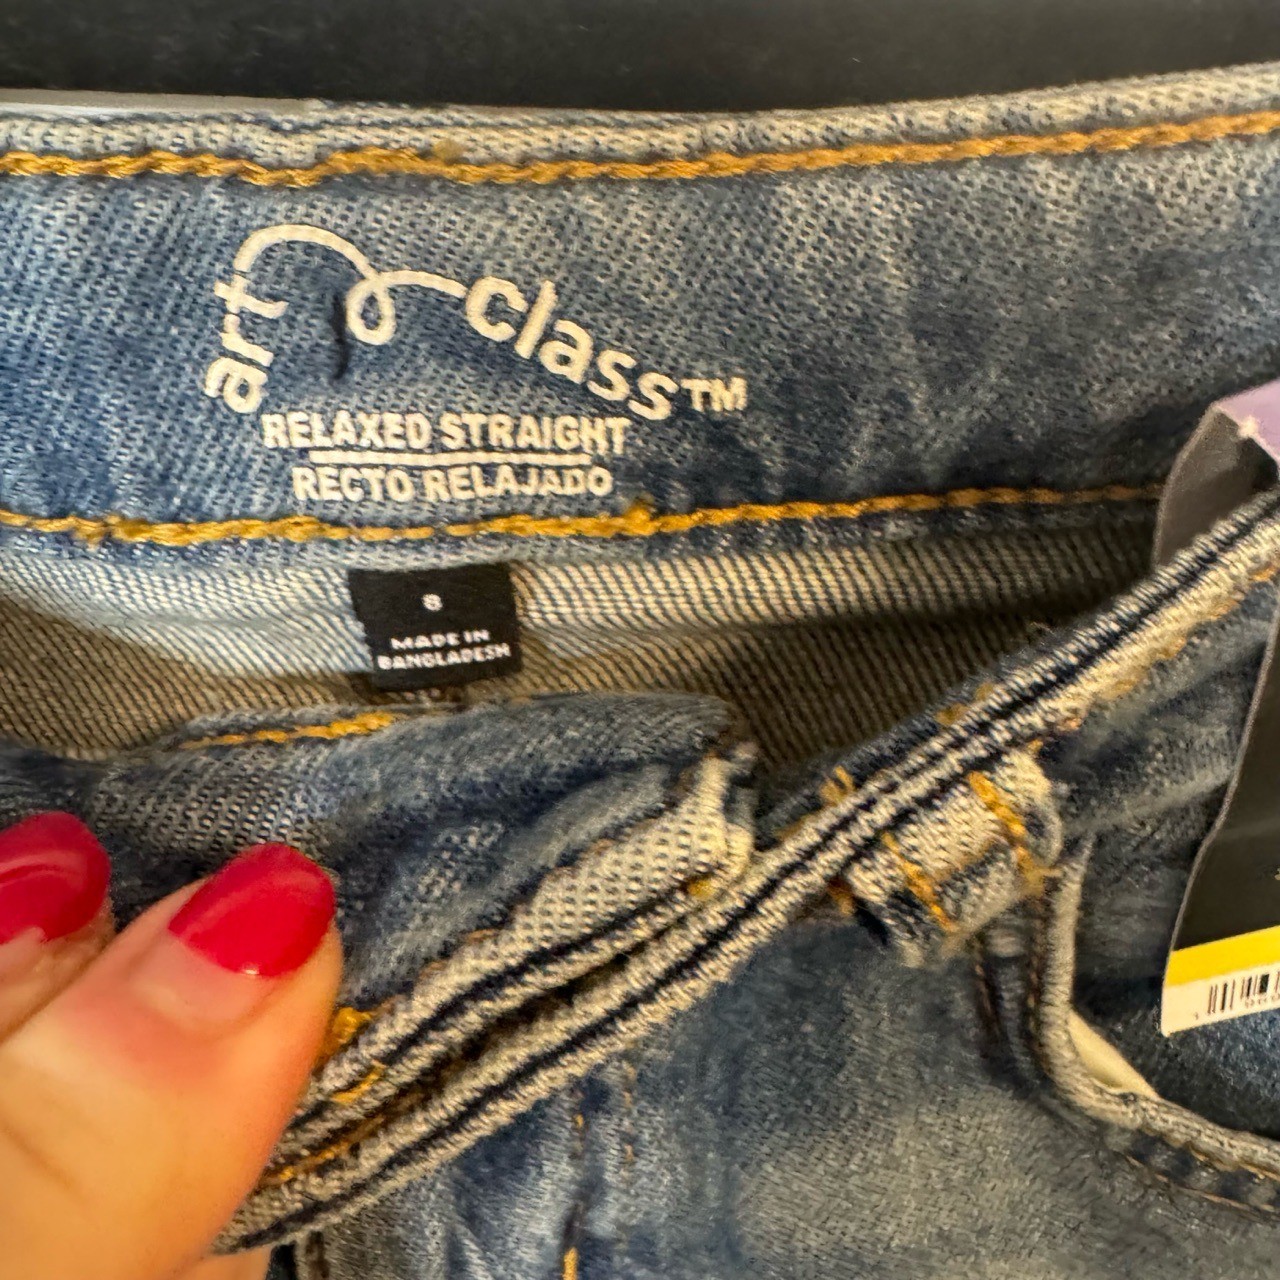 art class™
RELAXED STRAIGHT
RECTO RELAJADO
8
MADE IN
BANGLADESH